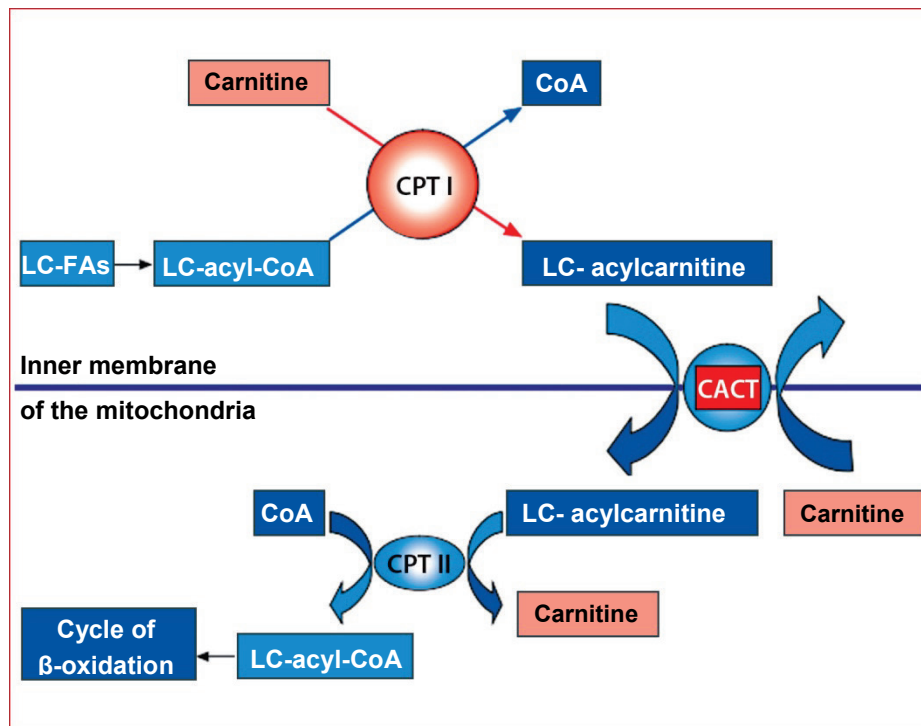 Carnitine
CoA
CPT I
LC-FAs
LC-acyl-CoA
LC- acylcarnitine
Inner membrane
of the mitochondria
CACT
CoA
LC- acylcarnitine
Carnitine
CPT II
Carnitine
Cycle of
ß-oxidation
LC-acyl-CoA